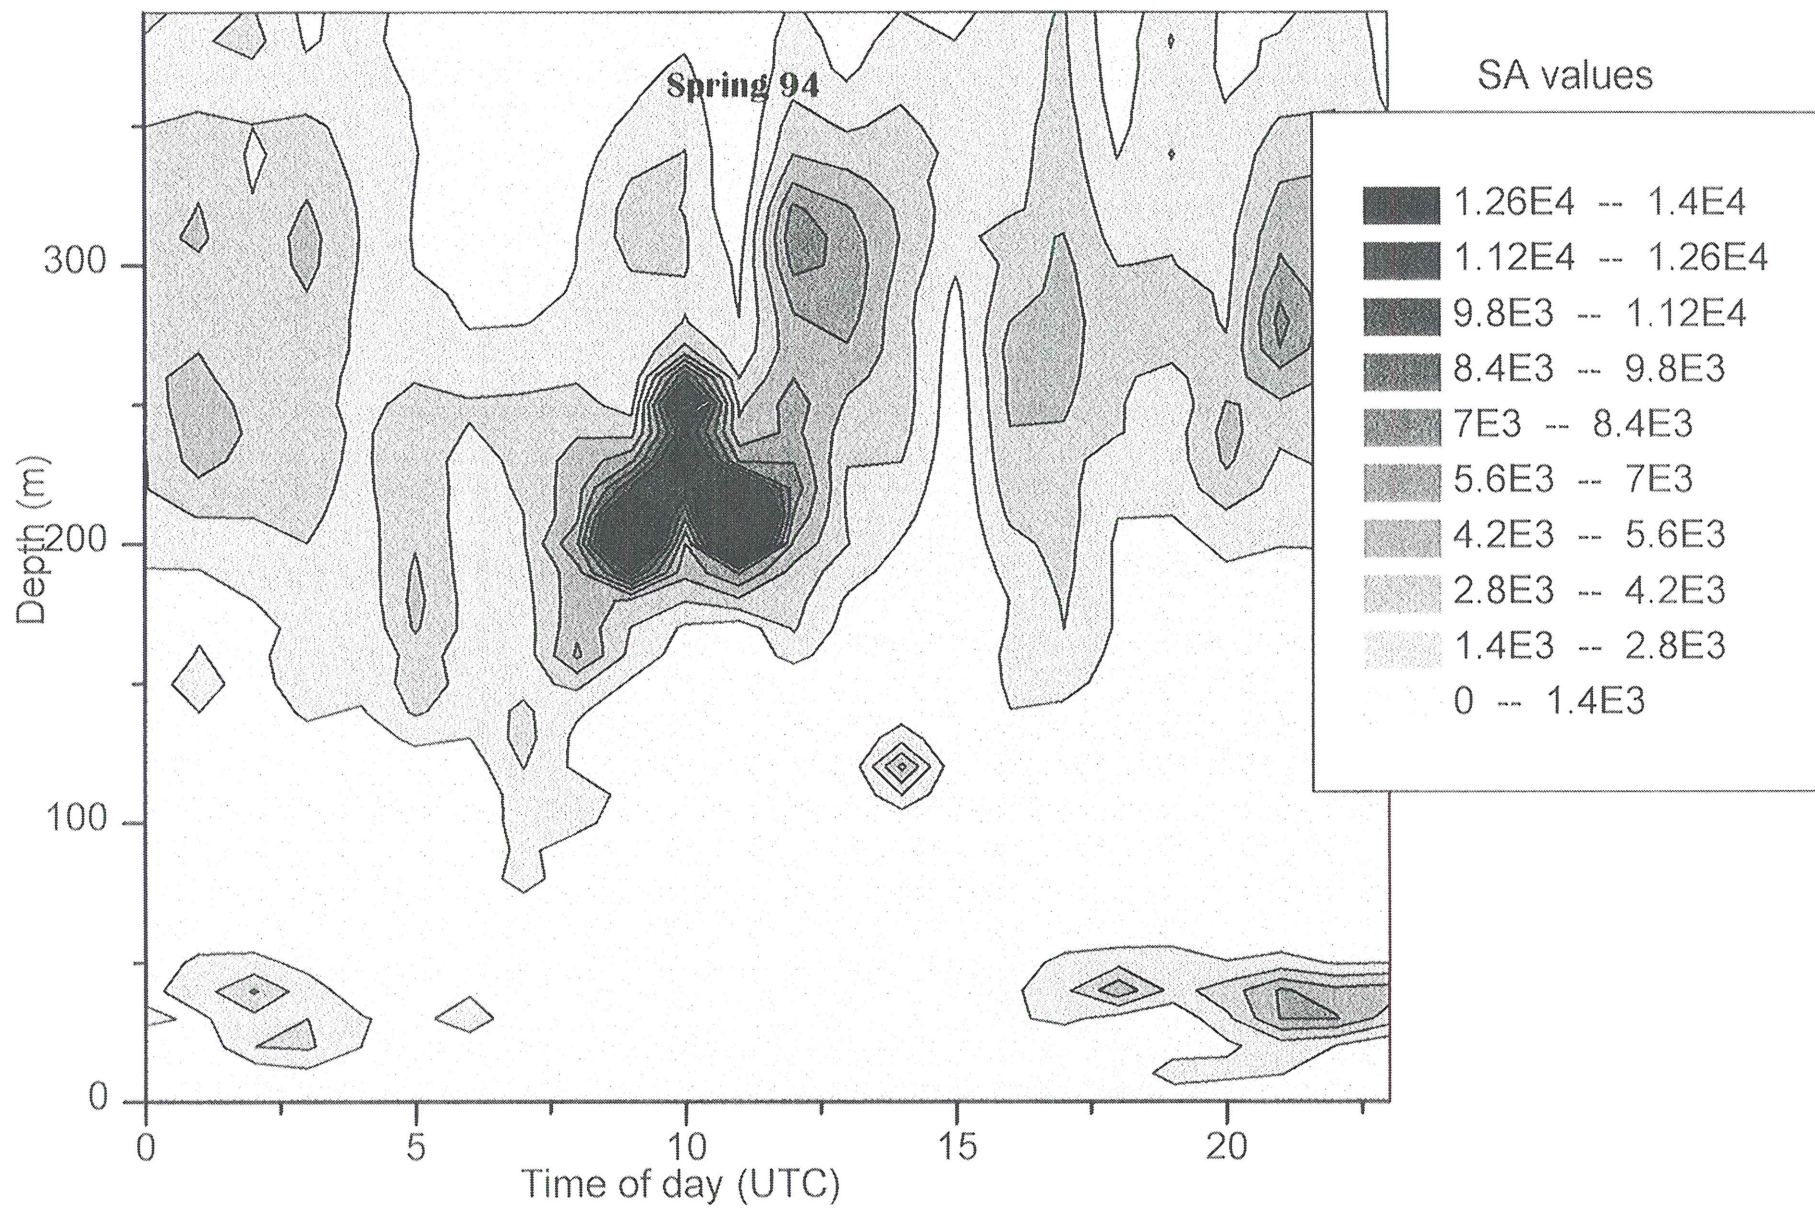 Spring 94
SA values
1.26E4 -- 1.4E4
1.12E4 -- 1.26E4
9.8E3 -- 1.12E4
8.4E3 -- 9.8E3
7E3 -- 8.4E3
5.6E3 -- 7E3
4.2E3 -- 5.6E3
2.8E3 -- 4.2E3
1.4E3 -- 2.8E3
0 -- 1.4E3
Depth (m)
300
200
100
0
0 5 10 15 20
Time of day (UTC)